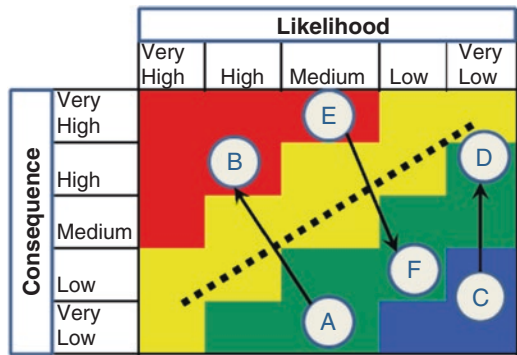 Likelihood
Very
High
High
Medium
Low
Very
Low
Consequence
Very
High
High
Medium
Low
Very
Low
E
B
D
F
C
A